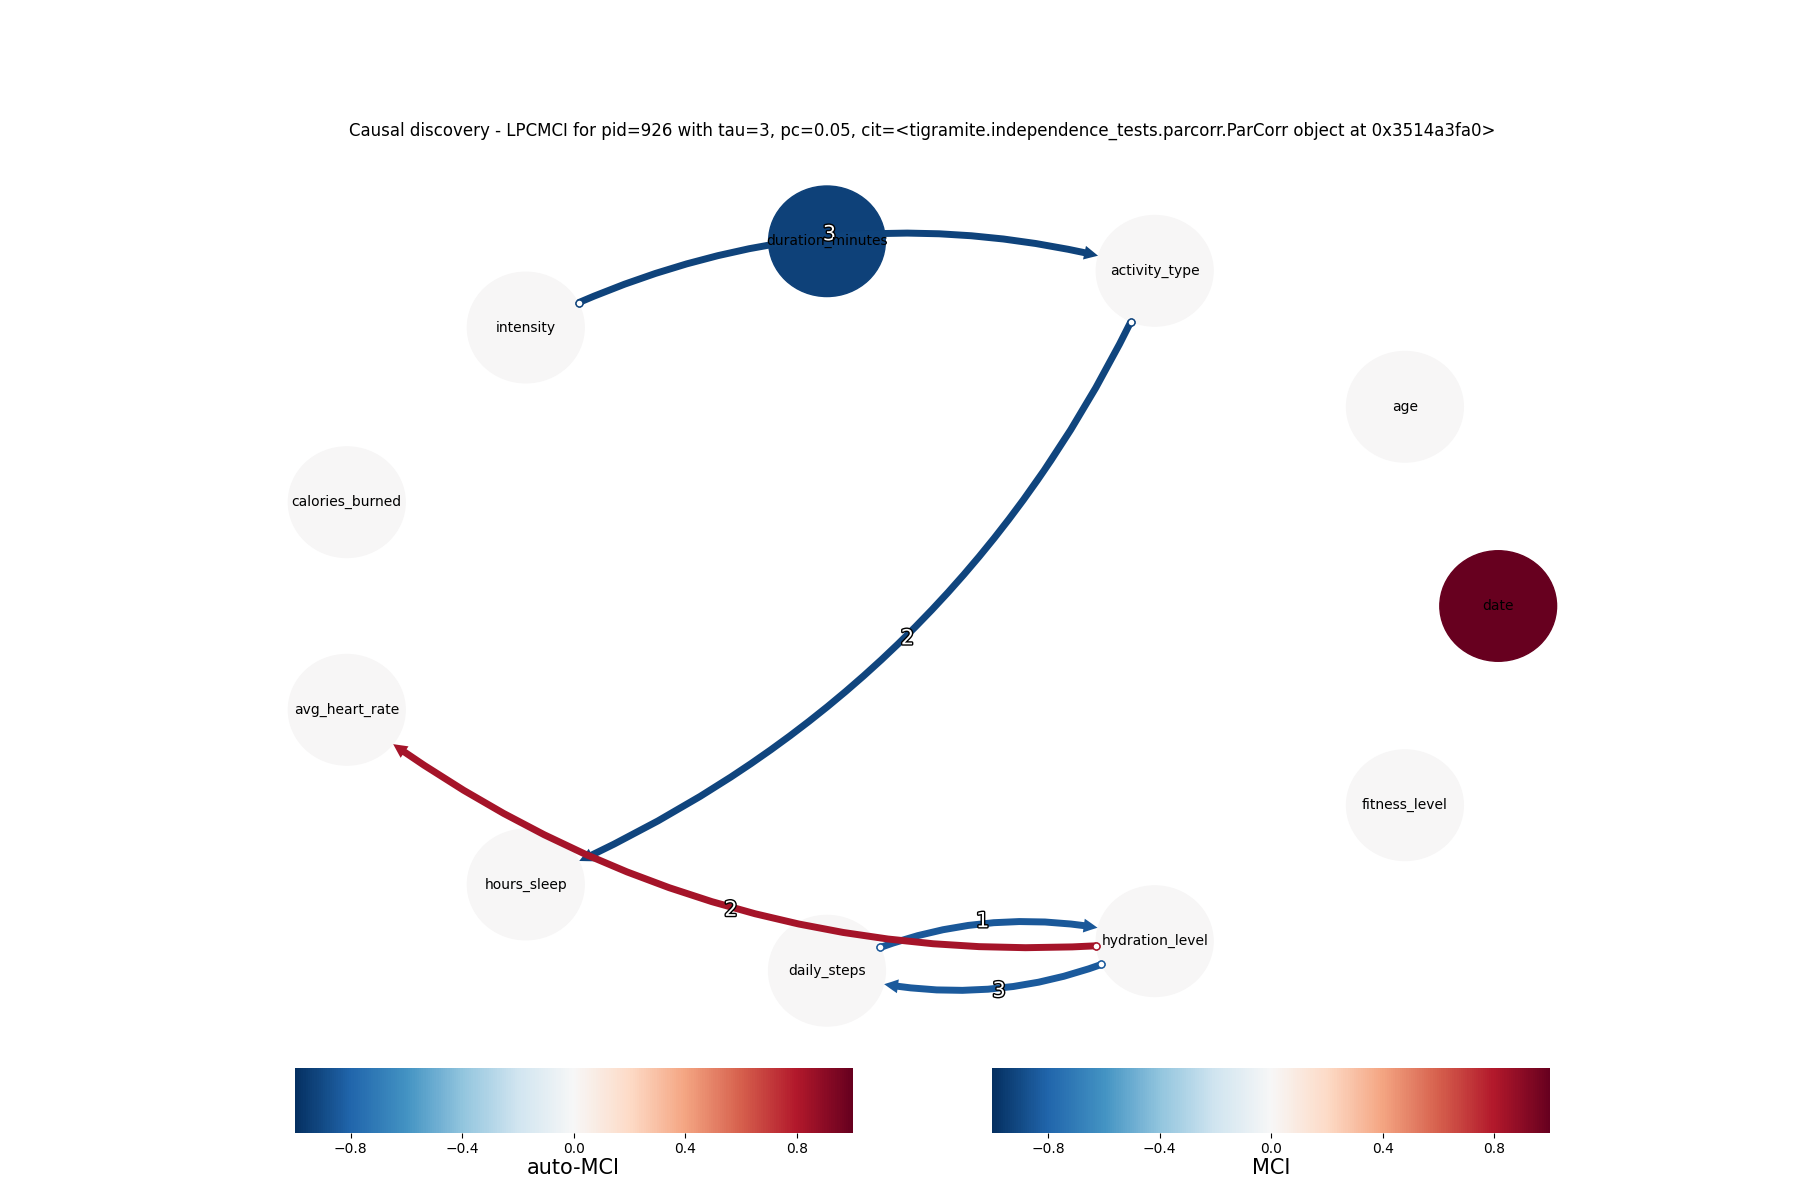 Causal discovery - LPCMCI for pid=926 with tau=3, pc=0.05, cit=<tigramite.independence_tests.parcorr.ParCorr object at 0x3514a3fa0>
3
duration_minutes
activity_type
intensity
age
calories_burned
date
2
avg_heart_rate
fitness_level
hours_sleep
2
1
hydration_level
daily_steps
3
−0.8 −0.4 0.0 0.4 0.8
auto-MCI
−0.8 −0.4 0.0 0.4 0.8
MCI